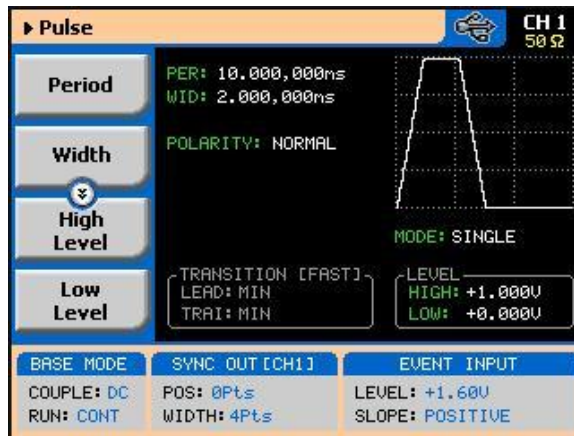 Pulse
CH 1
50 Ω
Period
PER: 10.000,000ms
WID: 2.000,000ms
Width
POLARITY: NORMAL
High
Level
MODE: SINGLE
Low
Level
TRANSITION [FAST]
LEAD: MIN
TRAI: MIN
LEVEL
HIGH: +1.000V
LOW: +0.000V
BASE MODE
COUPLE: DC
RUN: CONT
SYNC OUT [CH1]
POS: 0Pts
WIDTH: 4Pts
EVENT INPUT
LEVEL: +1.60V
SLOPE: POSITIVE